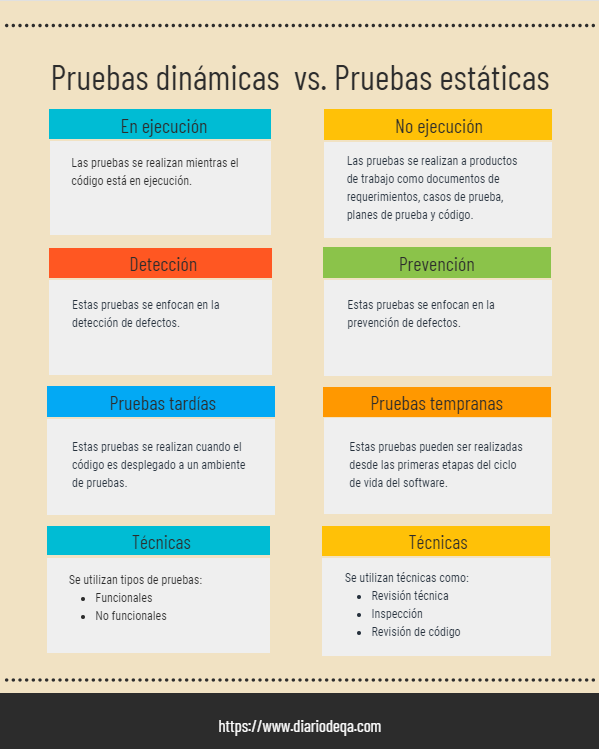 Pruebas dinámicas vs. Pruebas estáticas
En ejecución
Las pruebas se realizan mientras el
código está en ejecución.
No ejecución
Las pruebas se realizan a productos
de trabajo como documentos de
requerimientos, casos de prueba,
planes de prueba y código.
Detección
Estas pruebas se enfocan en la
detección de defectos.
Prevención
Estas pruebas se enfocan en la
prevención de defectos.
Pruebas tardías
Estas pruebas se realizan cuando el
código es desplegado a un ambiente
de pruebas.
Pruebas tempranas
Estas pruebas pueden ser realizadas
desde las primeras etapas del ciclo
de vida del software.
Técnicas
Se utilizan tipos de pruebas:
• Funcionales
• No funcionales
Técnicas
Se utilizan técnicas como:
• Revisión técnica
• Inspección
• Revisión de código
https://www.diariodeqa.com